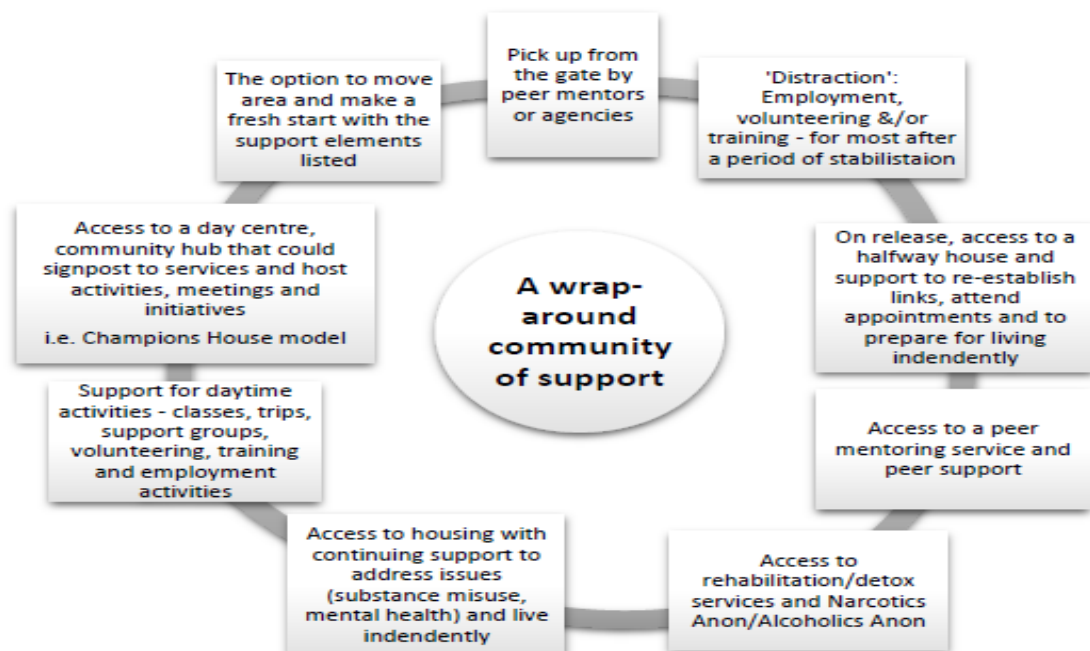 Pick up from
the gate by
peer mentors
or agencies
'Distraction':
Employment,
volunteering &/or
training - for most after
a period of stabilistaion
On release, access to a
halfway house and
support to re-establish
links, attend
appointments and to
prepare for living
indendently
Access to a peer
mentoring service and
peer support
Access to
rehabilitation/detox
services and Narcotics
Anon/Alcoholics Anon
Access to housing with
continuing support to
address issues
(substance misuse,
mental health) and live
indendently
Support for daytime
activities - classes, trips,
support groups,
volunteering, training
and employment
activities
Access to a day centre,
community hub that could
signpost to services and host
activities, meetings and
initiatives
i.e. Champions House model
The option to move
area and make a
fresh start with the
support elements
listed
A wrap-
around
community
of support